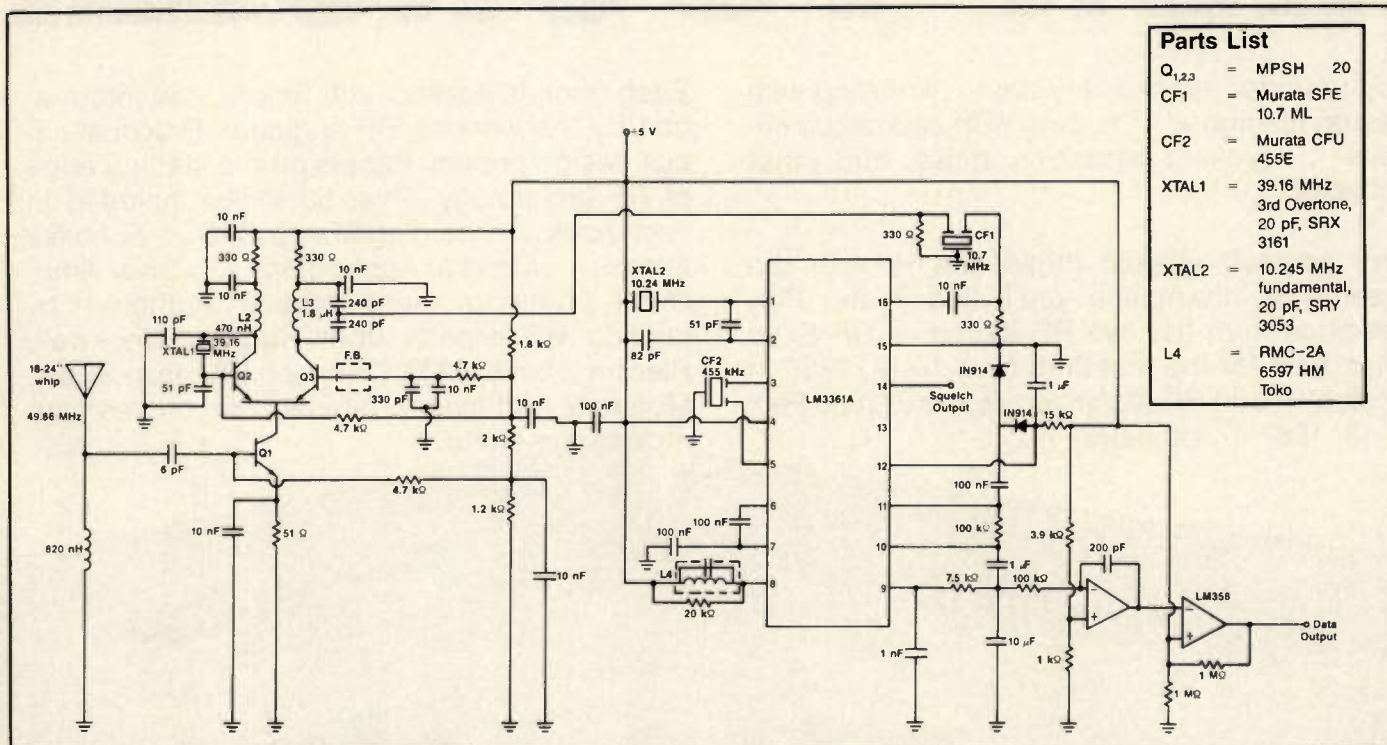 Parts List
Q1,2,3 = MPSH 20
CF1 = Murata SFE
10.7 ML
CF2 = Murata CFU
455E
XTAL1 = 39.16 MHz
3rd Overtone,
20 pF, SRX
3161
XTAL2 = 10.245 MHz
fundamental,
20 pF, SRY
3053
L4 = RMC-2A
6597 HM
Toko
+5 V
10 nF
330 Ω
10 nF
330 Ω
10 nF
L3
1.8 µH
240 pF
240 pF
L2
470 nH
110 pF
XTAL1
39.16
MHz
18-24"
whip
49.86 MHz
51 pF
Q2
Q3
F.B.
4.7 kΩ
330 pF
10 nF
1.8 kΩ
4.7 kΩ
10 nF
100 nF
2 kΩ
6 pF
Q1
4.7 kΩ
1.2 kΩ
10 nF
51 Ω
10 nF
820 nH
XTAL2
10.24 MHz
51 pF
82 pF
CF2
455 kHz
100 nF
100 nF
L4
20 kΩ
1
2
3
4
5
6
7
8
LM3361A
16
15
14
13
12
11
10
9
330 Ω
CF1
10.7
MHz
10 nF
330 Ω
IN914
1 µF
Squelch
Output
IN914
15 kΩ
100 nF
100 kΩ
3.9 kΩ
1 µF
200 pF
7.5 kΩ
100 kΩ
LM358
Data
Output
1 nF
10 µF
1 kΩ
1 MΩ
1 MΩ
-
+
-
+